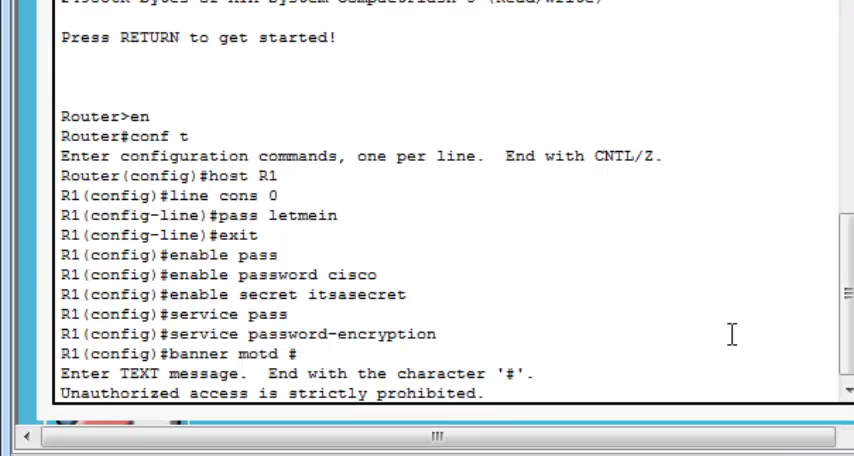 Press RETURN to get started!
Router>en
Router#conf t
Enter configuration commands, one per line.  End with CNTL/Z.
Router(config)#host R1
R1(config)#line cons 0
R1(config-line)#pass letmein
R1(config-line)#exit
R1(config)#enable pass
R1(config)#enable password cisco
R1(config)#enable secret itsasecret
R1(config)#service pass
R1(config)#service password-encryption
R1(config)#banner motd #
Enter TEXT message.  End with the character '#'.
Unauthorized access is strictly prohibited.